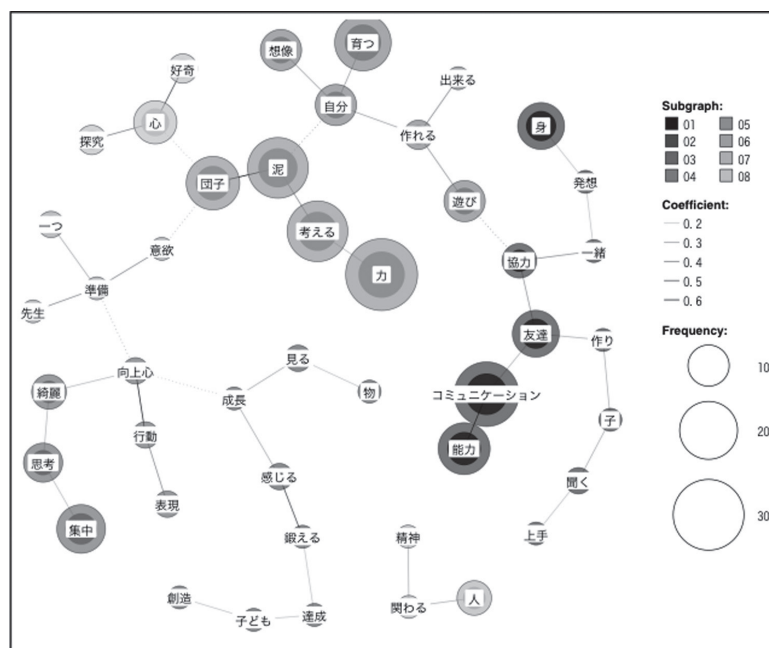 想像
育つ
好奇
出来る
自分
心
作れる
身
探究
泥
団子
発想
遊び
考える
一つ
意欲
協力
一緒
力
準備
先生
友達
作り
見る
向上心
綺麗
成長
物
コミュニケーション
子
行動
能力
思考
感じる
聞く
表現
集中
鍛える
精神
上手
創造
子ども
達成
関わる
人
Subgraph:
01 05
02 06
03 07
04 08
Coefficient:
0.2
0.3
0.4
0.5
0.6
Frequency:
10
20
30